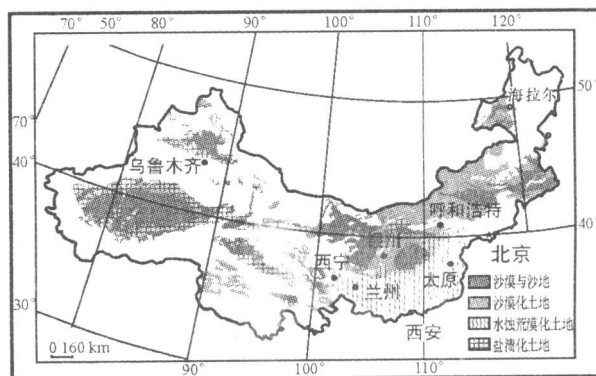 70° 50° 80° 90° 100° 110° 120°
50°
海拉尔
70°
40°
乌鲁木齐
呼和浩特
40°
北京
西宁
太原
兰州
沙漠与沙地
沙漠化土地
30°
水蚀荒漠化土地
西安
盐渍化土地
0 160 km
90° 100° 110°